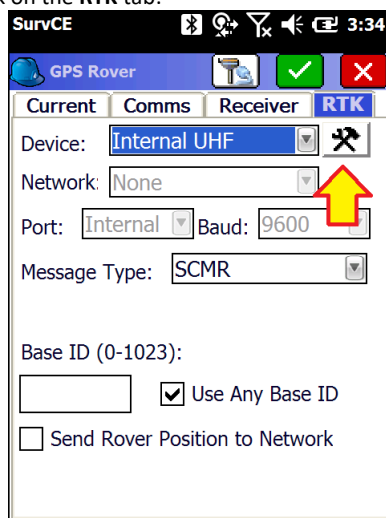 k on the RTK tab.
SurvCE 3:34
GPS Rover
Current Comms Receiver RTK
Device: Internal UHF
Network: None
Port: Internal Baud: 9600
Message Type: SCMR
Base ID (0-1023):
Use Any Base ID
Send Rover Position to Network